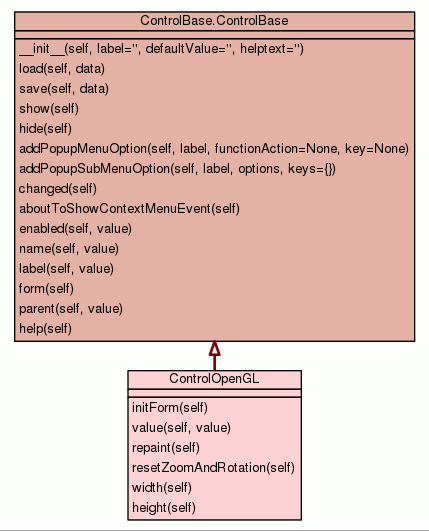 ControlBase.ControlBase
__init__(self, label='', defaultValue='', helptext='')
load(self, data)
save(self, data)
show(self)
hide(self)
addPopupMenuOption(self, label, functionAction=None, key=None)
addPopupSubMenuOption(self, label, options, keys={})
changed(self)
aboutToShowContextMenuEvent(self)
enabled(self, value)
name(self, value)
label(self, value)
form(self)
parent(self, value)
help(self)
ControlOpenGL
initForm(self)
value(self, value)
repaint(self)
resetZoomAndRotation(self)
width(self)
height(self)